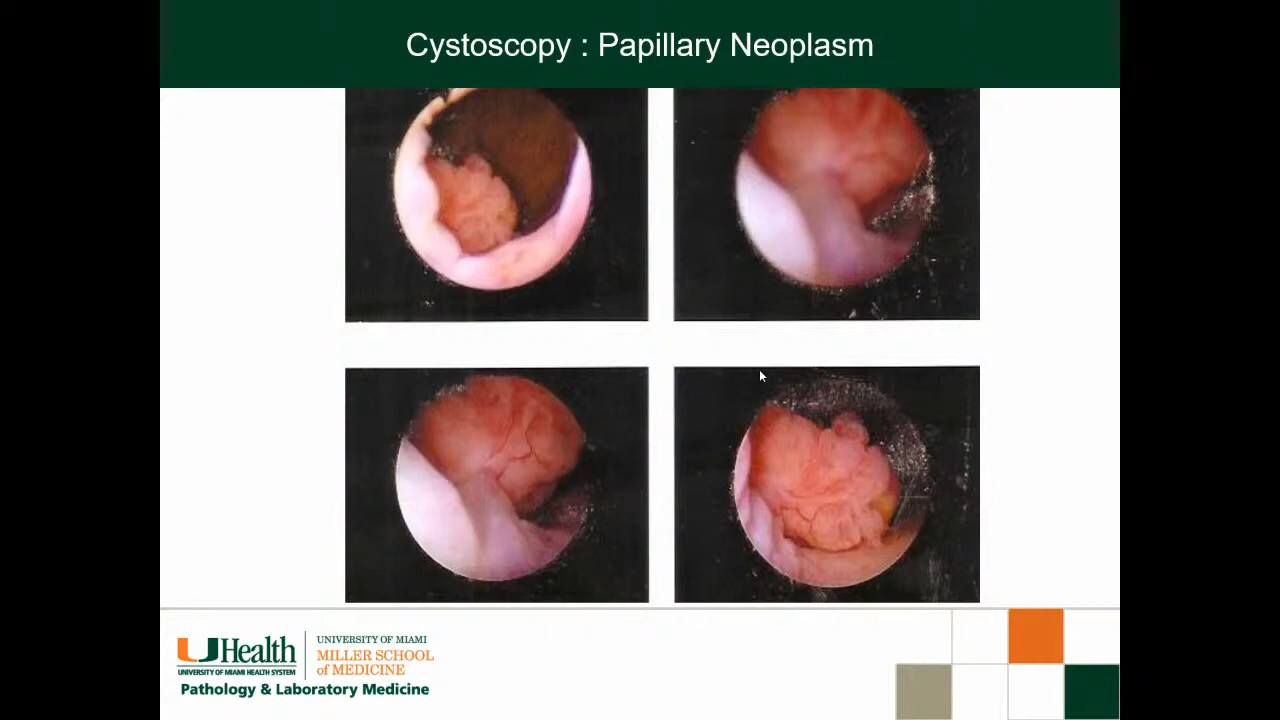 Cystoscopy : Papillary Neoplasm
UHealth
UNIVERSITY OF MIAMI HEALTH SYSTEM
UNIVERSITY OF MIAMI
MILLER SCHOOL
of MEDICINE
Pathology & Laboratory Medicine